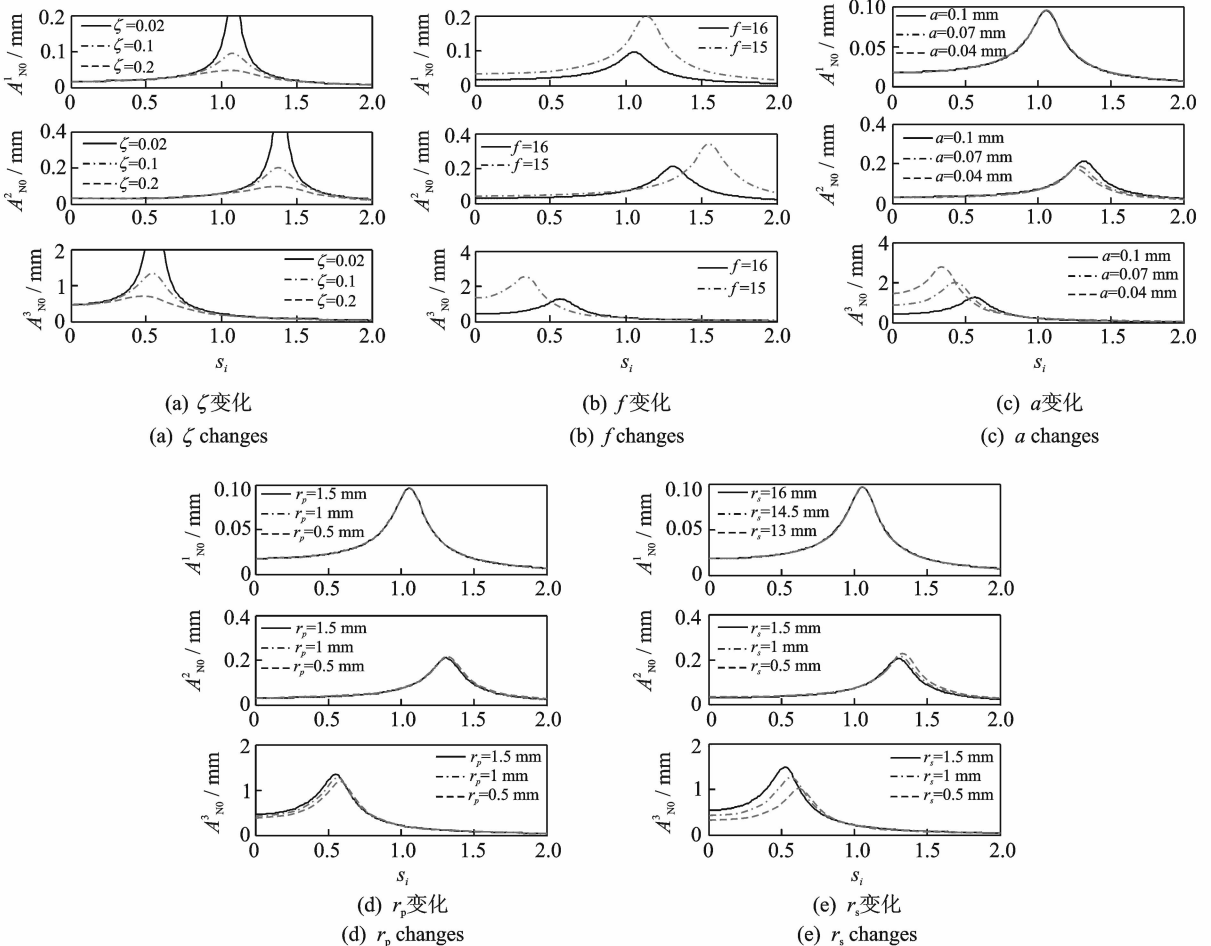 A¹N0 / mm
0.2
0.1
0
ζ=0.02
ζ=0.1
ζ=0.2
0 0.5 1.0 1.5 2.0
A²N0 / mm
0.4
0.2
0
ζ=0.02
ζ=0.1
ζ=0.2
0 0.5 1.0 1.5 2.0
A³N0 / mm
2
1
0
ζ=0.02
ζ=0.1
ζ=0.2
0 0.5 1.0 1.5 2.0
sᵢ
(a) ζ变化
(a) ζ changes
A¹N0 / mm
0.2
0.1
0
f=16
f=15
0 0.5 1.0 1.5 2.0
A²N0 / mm
0.4
0.2
0
f=16
f=15
0 0.5 1.0 1.5 2.0
A³N0 / mm
4
2
0
f=16
f=15
0 0.5 1.0 1.5 2.0
sᵢ
(b) f变化
(b) f changes
A¹N0 / mm
0.10
0.05
0
a=0.1 mm
a=0.07 mm
a=0.04 mm
0 0.5 1.0 1.5 2.0
A²N0 / mm
0.4
0.2
0
a=0.1 mm
a=0.07 mm
a=0.04 mm
0 0.5 1.0 1.5 2.0
A³N0 / mm
4
2
0
a=0.1 mm
a=0.07 mm
a=0.04 mm
0 0.5 1.0 1.5 2.0
sᵢ
(c) a变化
(c) a changes
A¹N0 / mm
0.10
0.05
0
rp=1.5 mm
rp=1 mm
rp=0.5 mm
0 0.5 1.0 1.5 2.0
A²N0 / mm
0.4
0.2
0
rp=1.5 mm
rp=1 mm
rp=0.5 mm
0 0.5 1.0 1.5 2.0
A³N0 / mm
2
1
0
rp=1.5 mm
rp=1 mm
rp=0.5 mm
0 0.5 1.0 1.5 2.0
sᵢ
(d) rp变化
(d) rp changes
A¹N0 / mm
0.10
0.05
0
rs=16 mm
rs=14.5 mm
rs=13 mm
0 0.5 1.0 1.5 2.0
A²N0 / mm
0.4
0.2
0
rs=1.5 mm
rs=1 mm
rs=0.5 mm
0 0.5 1.0 1.5 2.0
A³N0 / mm
2
1
0
rs=1.5 mm
rs=1 mm
rs=0.5 mm
0 0.5 1.0 1.5 2.0
sᵢ
(e) rs变化
(e) rs changes